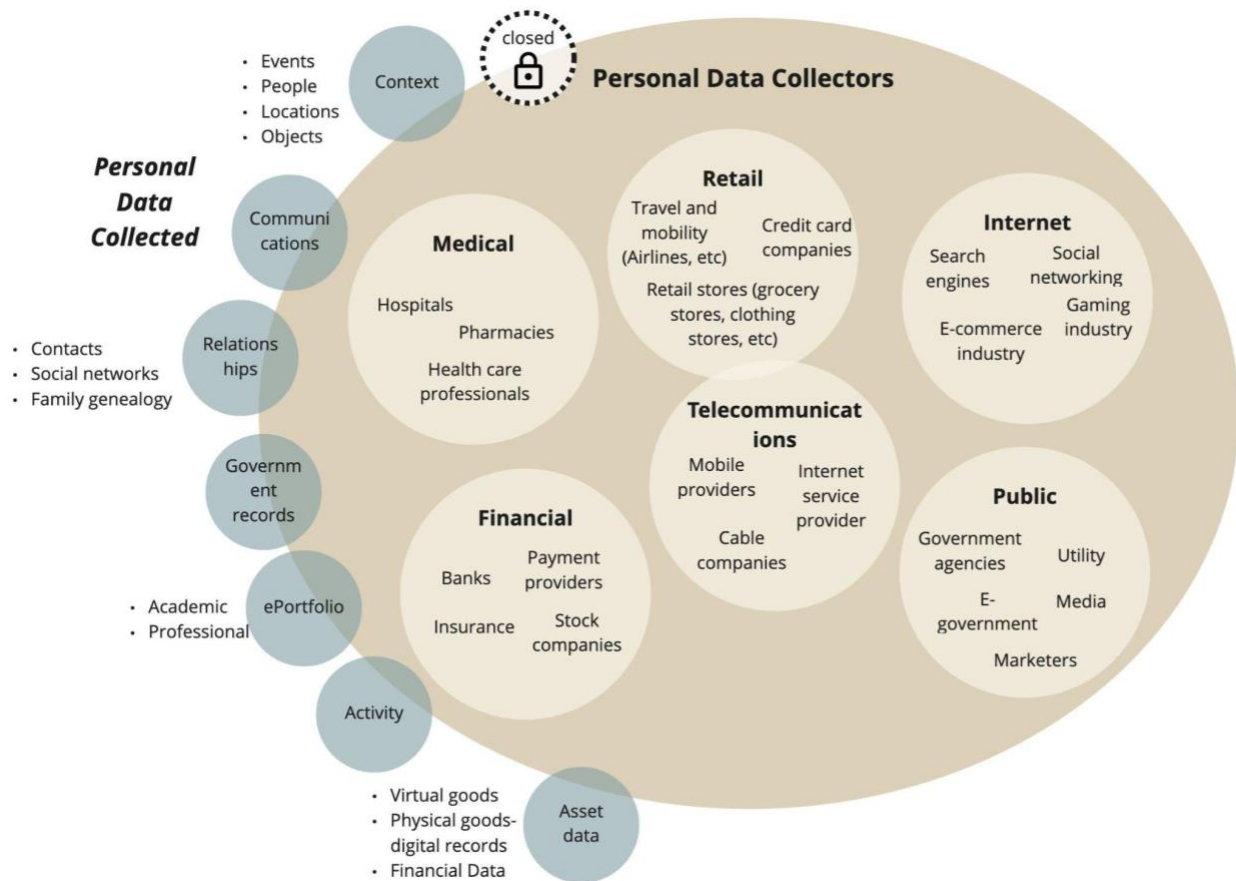 closed
Personal Data Collectors
• Events
• People
• Locations
• Objects
Context
Personal
Data
Collected
Communi
cations
• Contacts
• Social networks
• Family genealogy
Relations
hips
Governm
ent
records
• Academic
• Professional
ePortfolio
Activity
• Virtual goods
• Physical goods-
digital records
• Financial Data
Asset
data
Medical
Hospitals
Pharmacies
Health care
professionals
Retail
Travel and
mobility
(Airlines, etc)
Credit card
companies
Retail stores (grocery
stores, clothing
stores, etc)
Internet
Search
engines
Social
networking
Gaming
industry
E-commerce
industry
Telecommunicat
ions
Mobile
providers
Internet
service
provider
Cable
companies
Financial
Banks
Payment
providers
Insurance
Stock
companies
Public
Government
agencies
Utility
E-
government
Media
Marketers